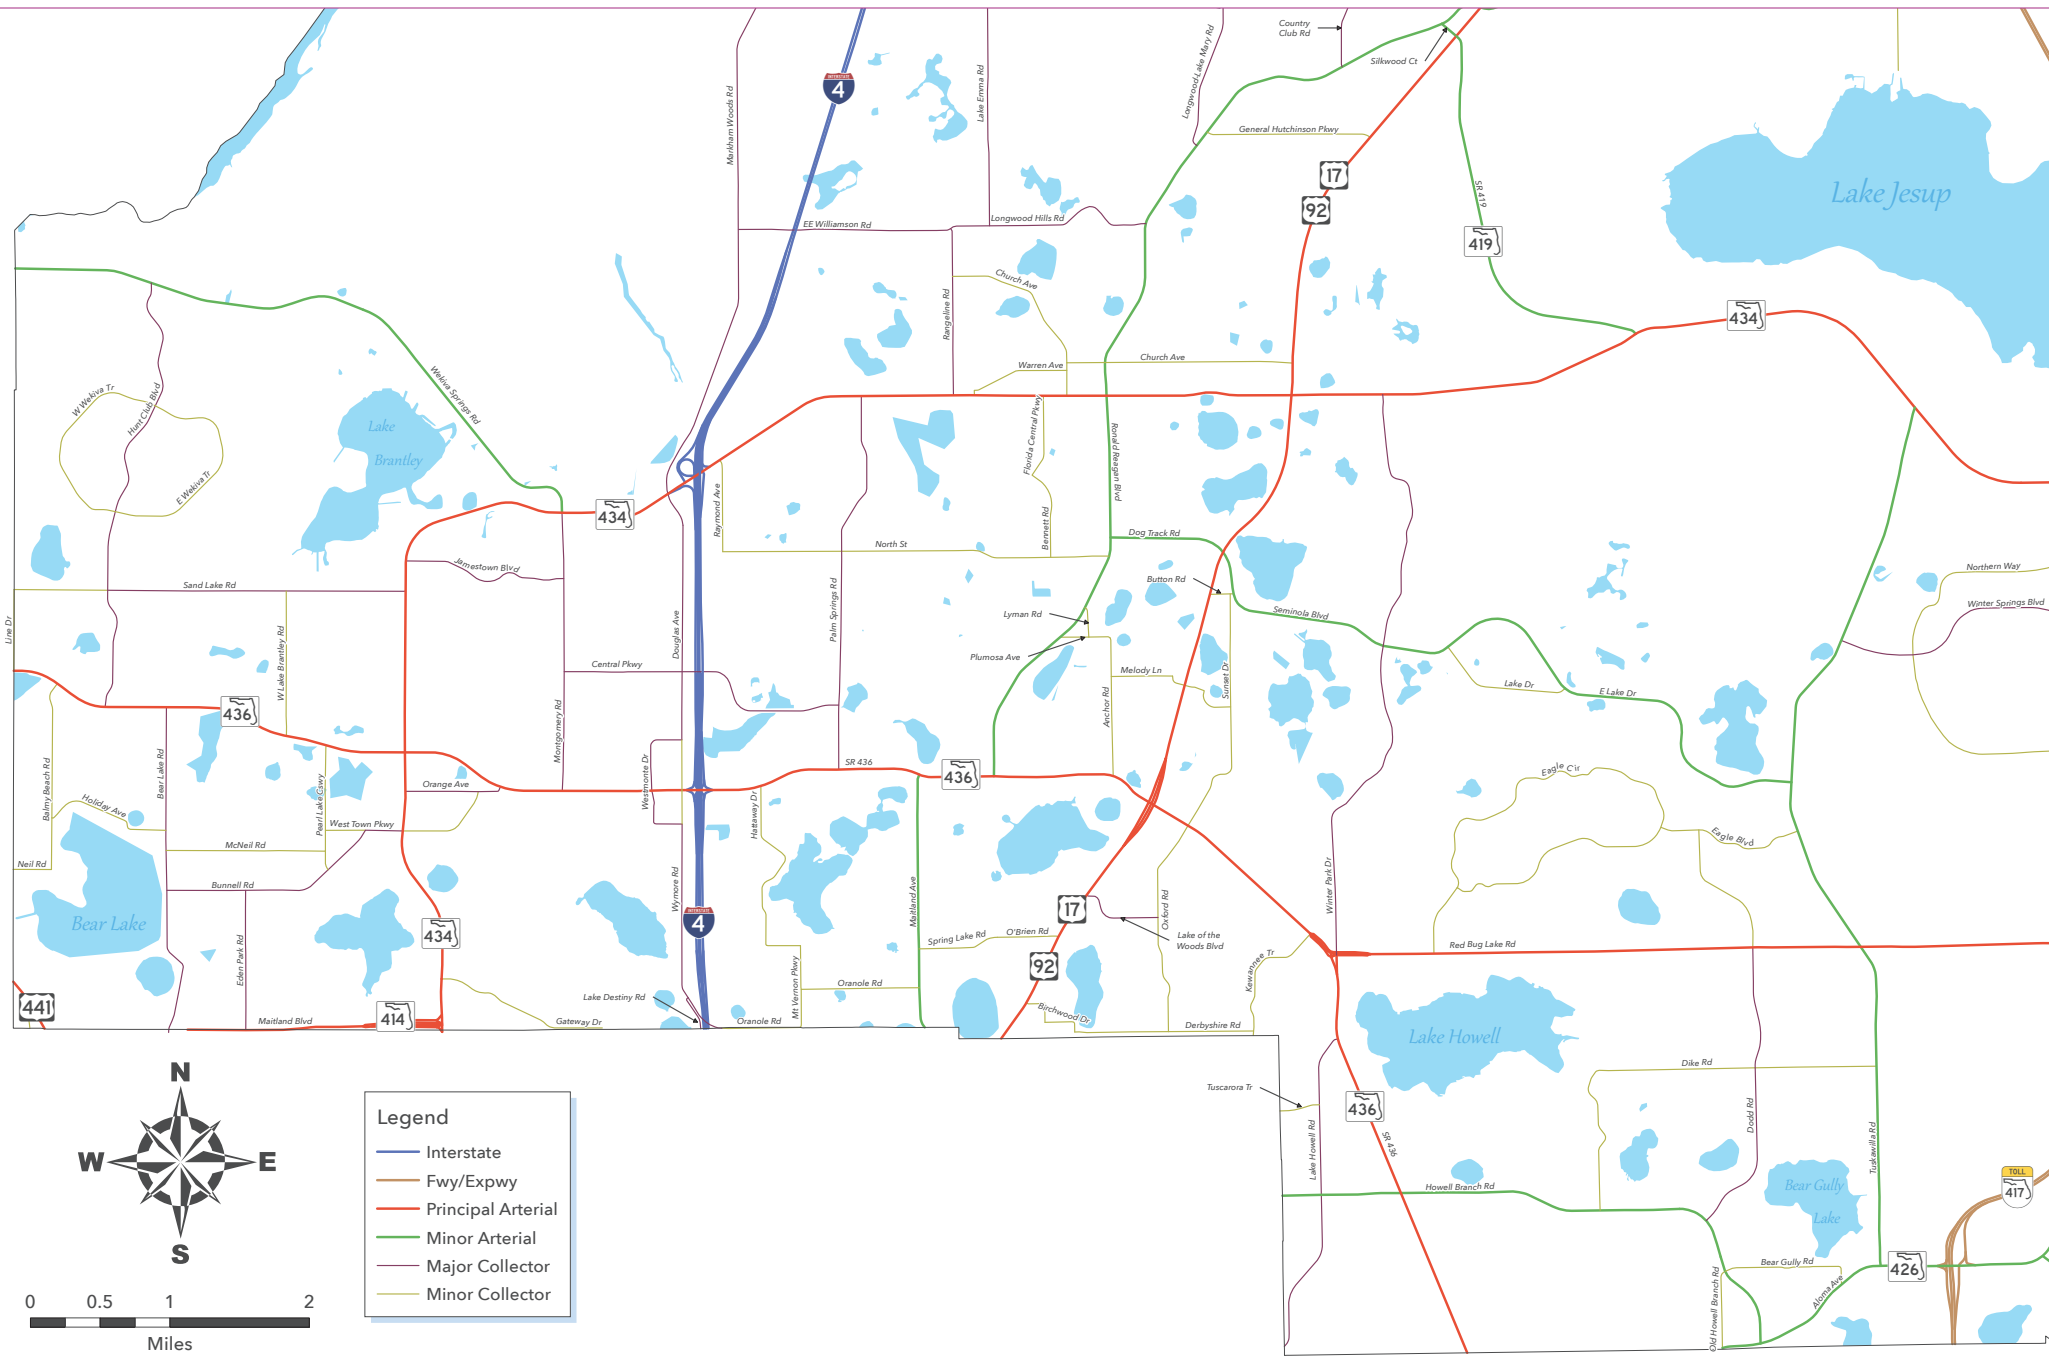 Country
Club Rd
Silkwood Ct
Longwood-Lake Mary Rd
Lake Emma Rd
Markham Woods Rd
INTERSTATE
4
General Hutchinson Pkwy
17
92
SR 419
419
Lake Jesup
EE Williamson Rd
Longwood Hills Rd
Church Ave
Rangeline Rd
434
Church Ave
Warren Ave
Wekiva Springs Rd
W Wekiva Tr
Hunt Club Blvd
E Wekiva Tr
Lake
Brantley
434
Raymond Ave
Florida Central Pkwy
Ronald Reagan Blvd
Bennett Rd
North St
Dog Track Rd
Jamestown Blvd
Sand Lake Rd
Button Rd
Seminola Blvd
Northern Way
Winter Springs Blvd
Line Dr
W Lake Brantley Rd
Douglas Ave
Palm Springs Rd
Lyman Rd
Plumosa Ave
Central Pkwy
Melody Ln
Sunset Dr
Anchor Rd
Lake Dr
E Lake Dr
436
Montgomery Rd
Bear Lake Rd
Balmy Beach Rd
Pearl Lake Cswy
Holiday Ave
Orange Ave
Westmonte Dr
SR 436
436
Hattaway Dr
West Town Pkwy
McNeil Rd
Neil Rd
Bunnell Rd
Eagle Cir
Eagle Blvd
Winter Park Dr
Wymore Rd
Maitland Ave
Oxford Rd
17
Bear Lake
INTERSTATE
4
434
Eden Park Rd
Spring Lake Rd
O'Brien Rd
Lake of the
Woods Blvd
Kewannee Tr
Red Bug Lake Rd
92
Mt Vernon Pkwy
Oranole Rd
441
Lake Destiny Rd
414
Maitland Blvd
Gateway Dr
Oranole Rd
Birchwood Dr
Derbyshire Rd
Lake Howell
Dike Rd
Tuscarora Tr
436
SR 436
Lake Howell Rd
Dodd Rd
Tuskawilla Rd
Howell Branch Rd
Bear Gully
Lake
TOLL
417
Bear Gully Rd
426
Aloma Ave
Old Howell Branch Rd
N
W
E
S
Legend
Interstate
Fwy/Expwy
Principal Arterial
Minor Arterial
Major Collector
Minor Collector
0 0.5 1 2
Miles